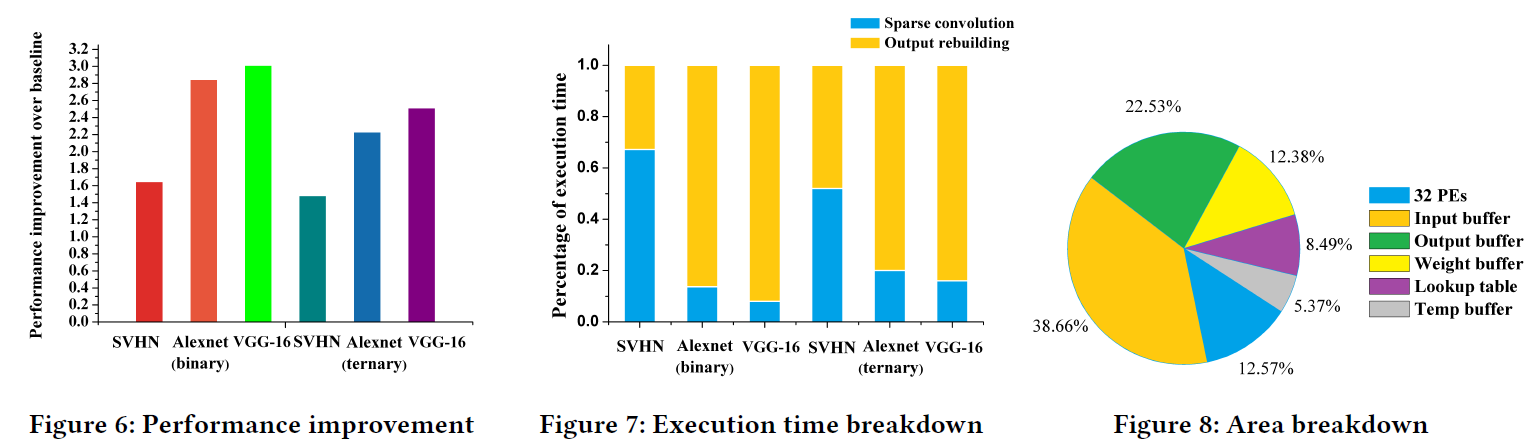 Performance improvement over baseline
3.2
3.0
2.8
2.6
2.4
2.2
2.0
1.8
1.6
1.4
1.2
1.0
0.8
0.6
0.4
0.2
0.0
SVHN Alexnet VGG-16 SVHN Alexnet VGG-16
(binary) (ternary)
Figure 6: Performance improvement
Sparse convolution
Output rebuilding
Percentage of execution time
1.0
0.8
0.6
0.4
0.2
0.0
SVHN Alexnet VGG-16 SVHN Alexnet VGG-16
(binary) (ternary)
Figure 7: Execution time breakdown
22.53%
12.38%
8.49%
5.37%
12.57%
38.66%
32 PEs
Input buffer
Output buffer
Weight buffer
Lookup table
Temp buffer
Figure 8: Area breakdown